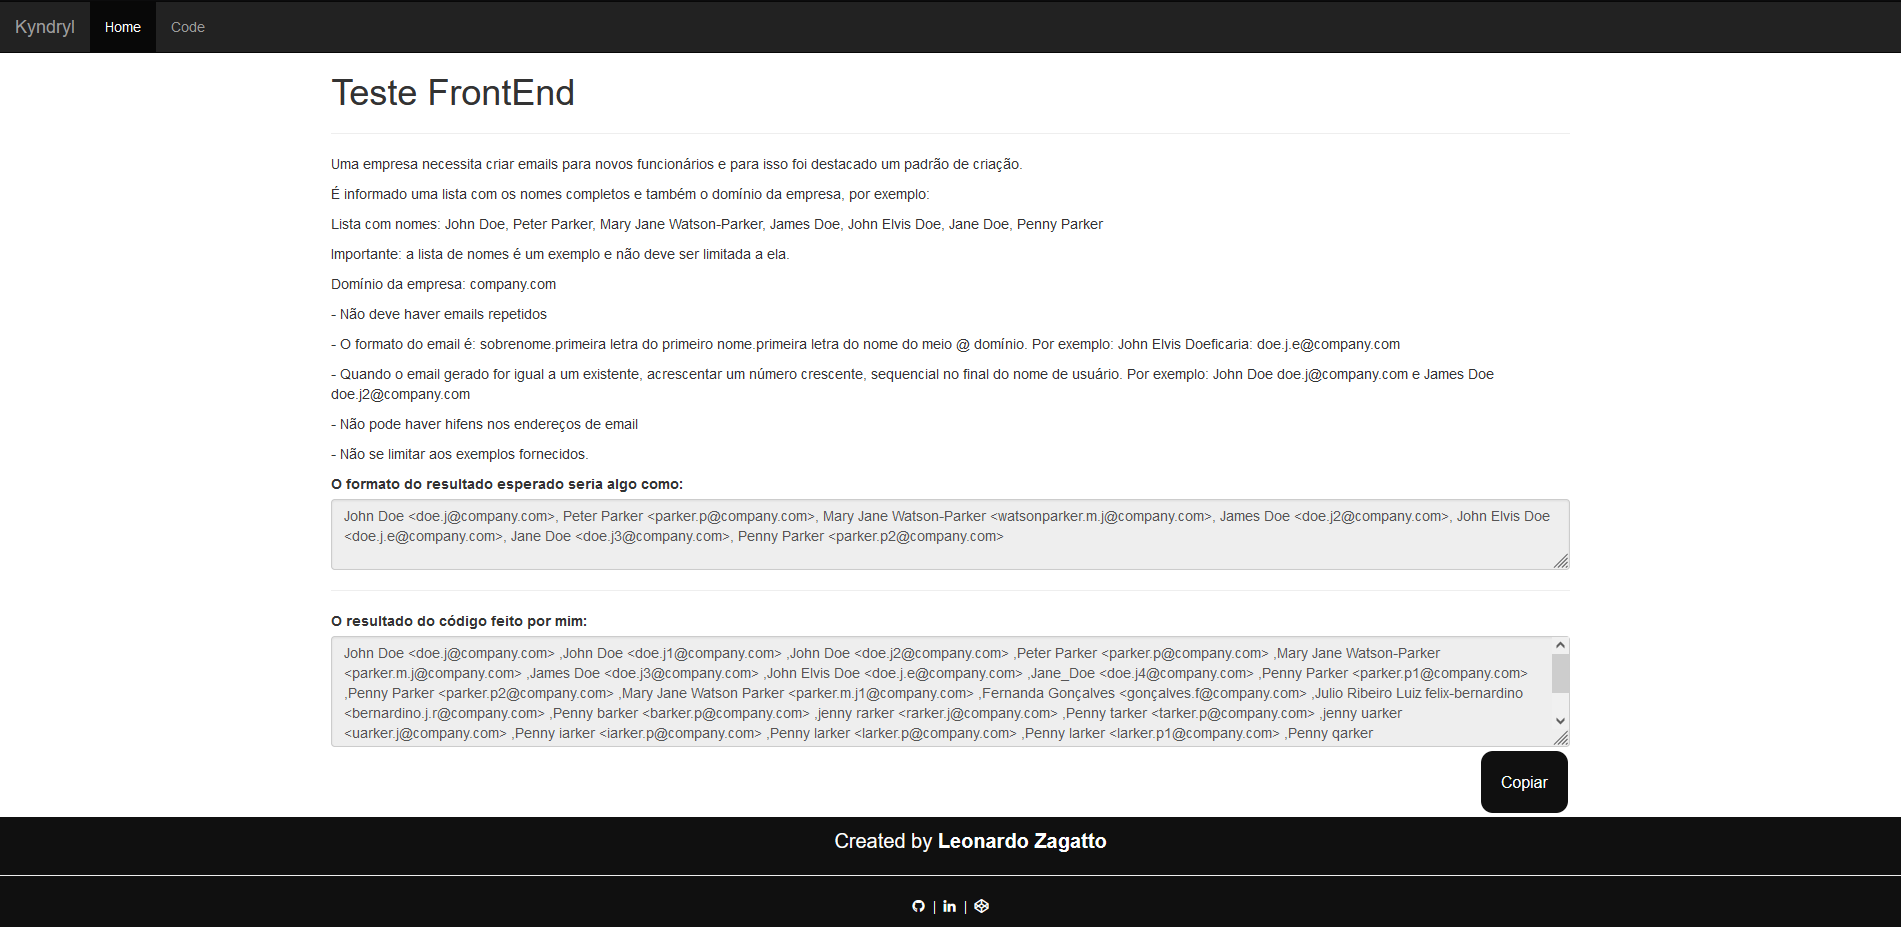 Kyndryl Home Code
Teste FrontEnd
Uma empresa necessita criar emails para novos funcionários e para isso foi destacado um padrão de criação.
É informado uma lista com os nomes completos e também o domínio da empresa, por exemplo:
Lista com nomes: John Doe, Peter Parker, Mary Jane Watson-Parker, James Doe, John Elvis Doe, Jane Doe, Penny Parker
Importante: a lista de nomes é um exemplo e não deve ser limitada a ela.
Domínio da empresa: company.com
- Não deve haver emails repetidos
- O formato do email é: sobrenome.primeira letra do primeiro nome.primeira letra do nome do meio @ domínio. Por exemplo: John Elvis Doeficaria: doe.j.e@company.com
- Quando o email gerado for igual a um existente, acrescentar um número crescente, sequencial no final do nome de usuário. Por exemplo: John Doe doe.j@company.com e James Doe
doe.j2@company.com
- Não pode haver hifens nos endereços de email
- Não se limitar aos exemplos fornecidos.
O formato do resultado esperado seria algo como:
John Doe <doe.j@company.com>, Peter Parker <parker.p@company.com>, Mary Jane Watson-Parker <watsonparker.m.j@company.com>, James Doe <doe.j2@company.com>, John Elvis Doe
<doe.j.e@company.com>, Jane Doe <doe.j3@company.com>, Penny Parker <parker.p2@company.com>
O resultado do código feito por mim:
John Doe <doe.j@company.com> ,John Doe <doe.j1@company.com> ,John Doe <doe.j2@company.com> ,Peter Parker <parker.p@company.com> ,Mary Jane Watson-Parker
<parker.m.j@company.com> ,James Doe <doe.j3@company.com> ,John Elvis Doe <doe.j.e@company.com> ,Jane_Doe <doe.j4@company.com> ,Penny Parker <parker.p1@company.com>
,Penny Parker <parker.p2@company.com> ,Mary Jane Watson Parker <parker.m.j1@company.com> ,Fernanda Gonçalves <gonçalves.f@company.com> ,Julio Ribeiro Luiz felix-bernardino
<bernardino.j.r@company.com> ,Penny barker <barker.p@company.com> ,jenny rarker <rarker.j@company.com> ,Penny tarker <tarker.p@company.com> ,jenny uarker
<uarker.j@company.com> ,Penny iarker <iarker.p@company.com> ,Penny larker <larker.p@company.com> ,Penny larker <larker.p1@company.com> ,Penny qarker
Copiar
Created by Leonardo Zagatto
| in |